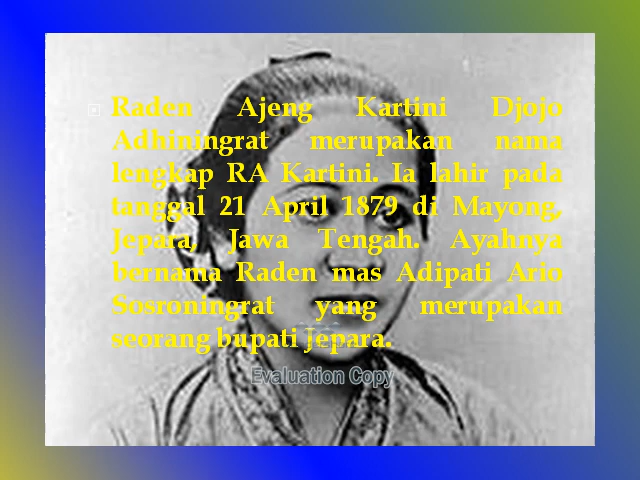 Raden Ajeng Kartini Djojo
Adhiningrat merupakan nama
lengkap RA Kartini. Ia lahir pada
tanggal 21 April 1879 di Mayong,
Jepara, Jawa Tengah. Ayahnya
bernama Raden mas Adipati Ario
Sosroningrat yang merupakan
seorang bupati Jepara.
Evaluation Copy